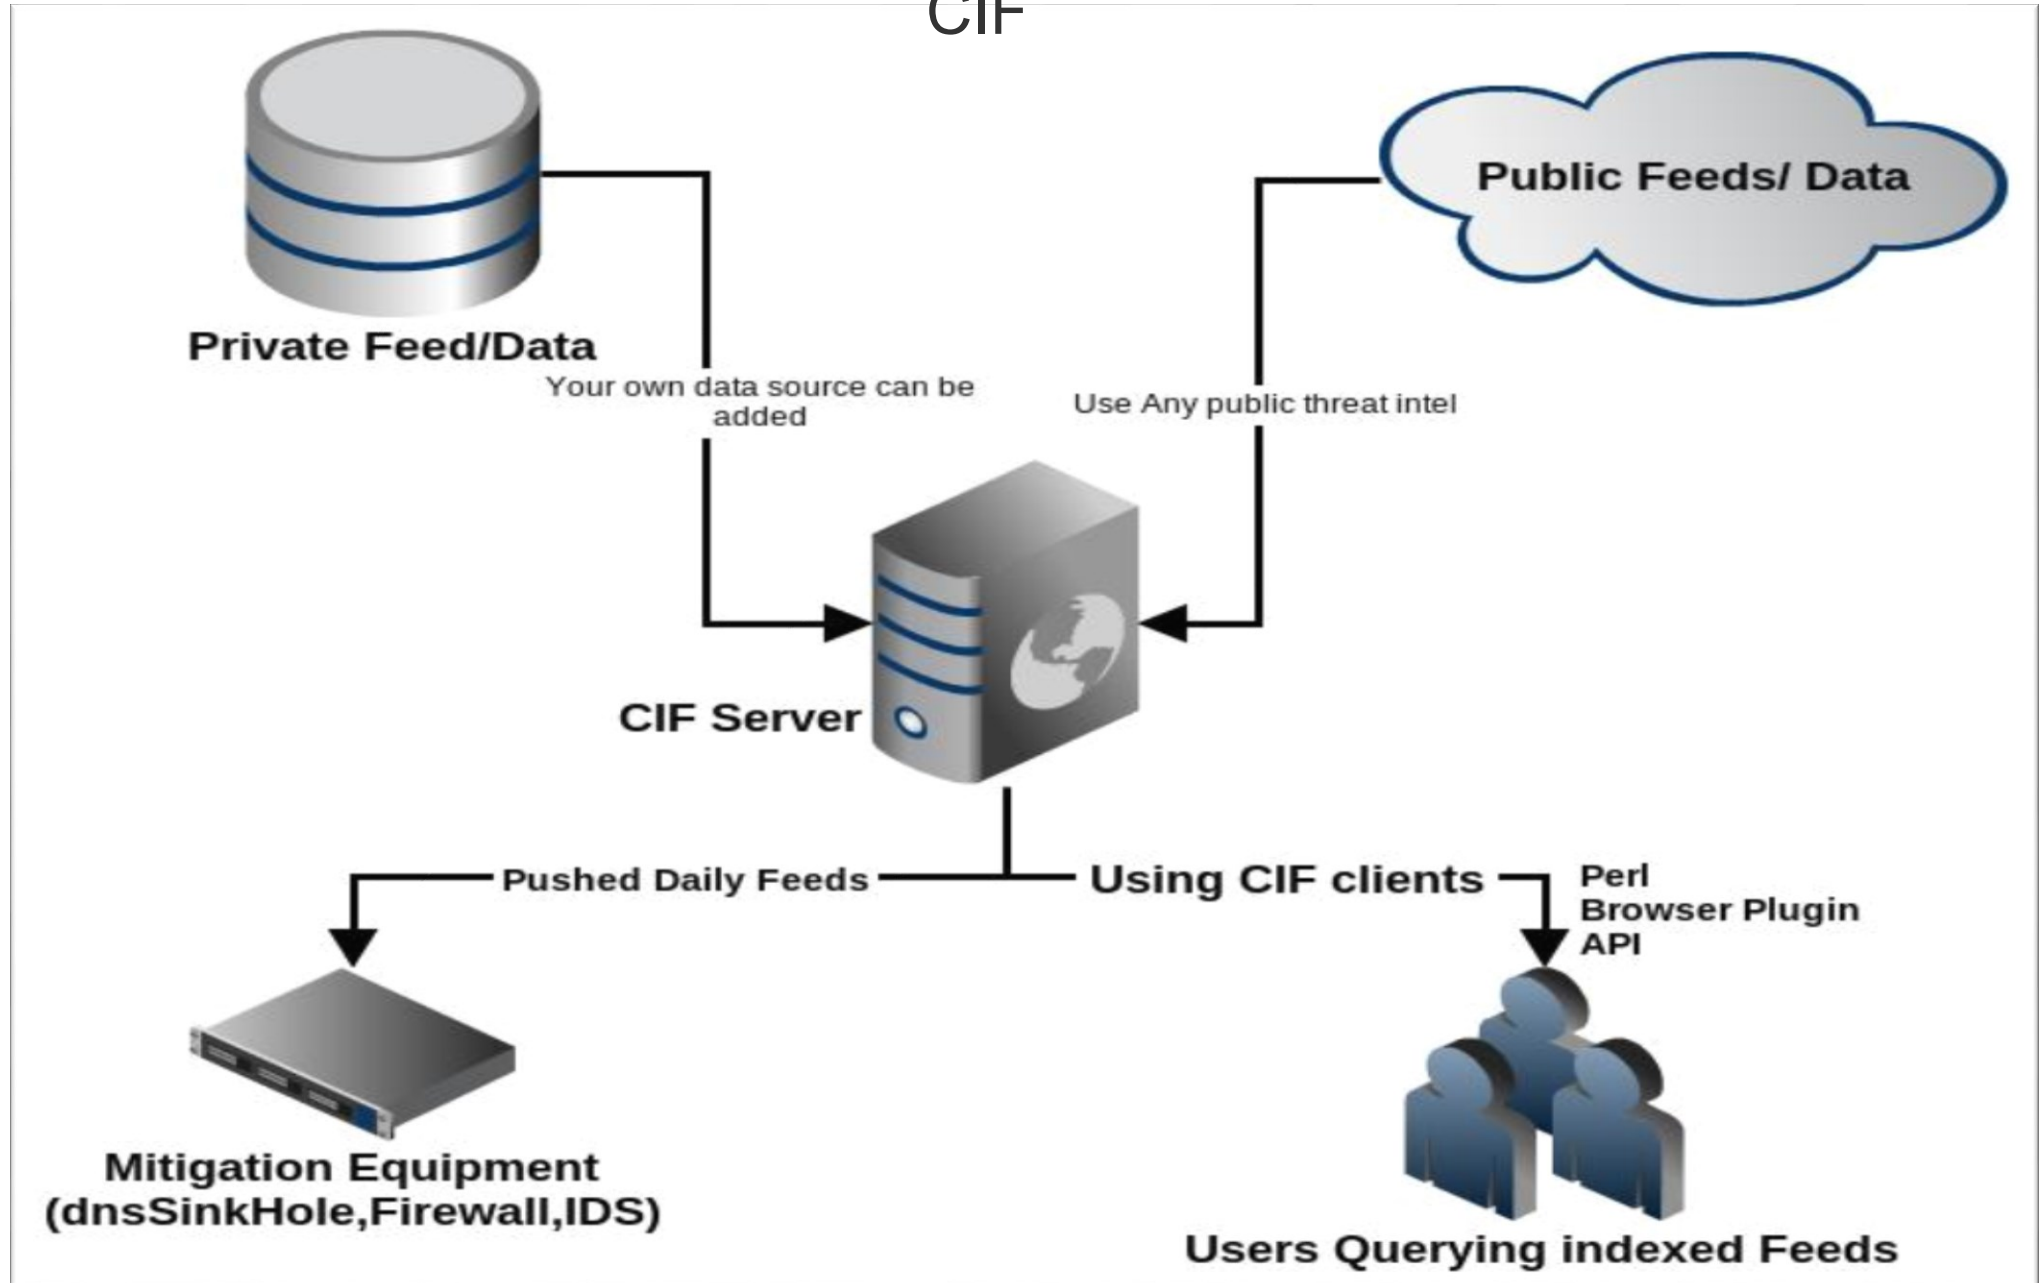 CIF
Public Feeds/ Data
Private Feed/Data
Your own data source can be
added
Use Any public threat intel
CIF Server
Pushed Daily Feeds
Using CIF clients
Perl
Browser Plugin
API
Mitigation Equipment
(dnsSinkHole,Firewall,IDS)
Users Querying indexed Feeds